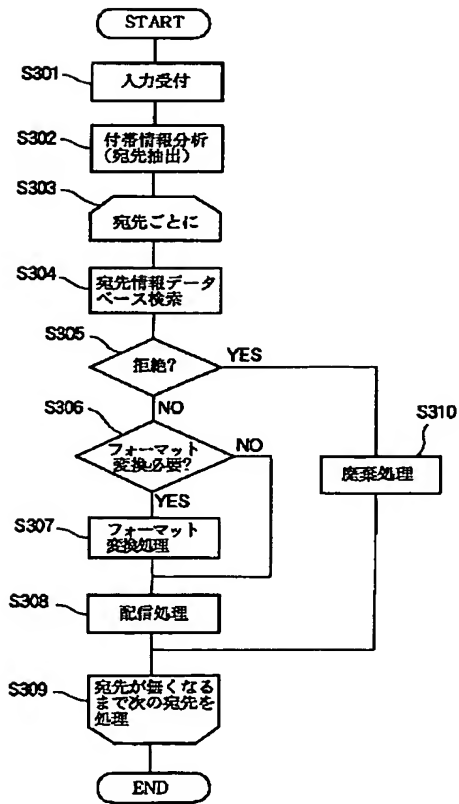 START
S301
入力受付
S302
付帯情報分析
(宛先抽出)
S303
宛先ごとに
S304
宛先情報データ
ベース検索
S305
拒絶?
YES
NO
S306
フォーマット
変換必要?
NO
YES
S310
廃棄処理
S307
フォーマット
変換処理
S308
配信処理
S309
宛先が無くなる
まで次の宛先を
処理
END